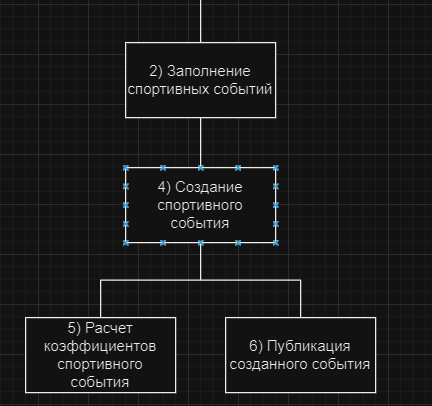 2) Заполнение
спортивных событий
4) Создание
спортивного
события
5) Расчет
коэффициентов
спортивного
события
6) Публикация
созданного события